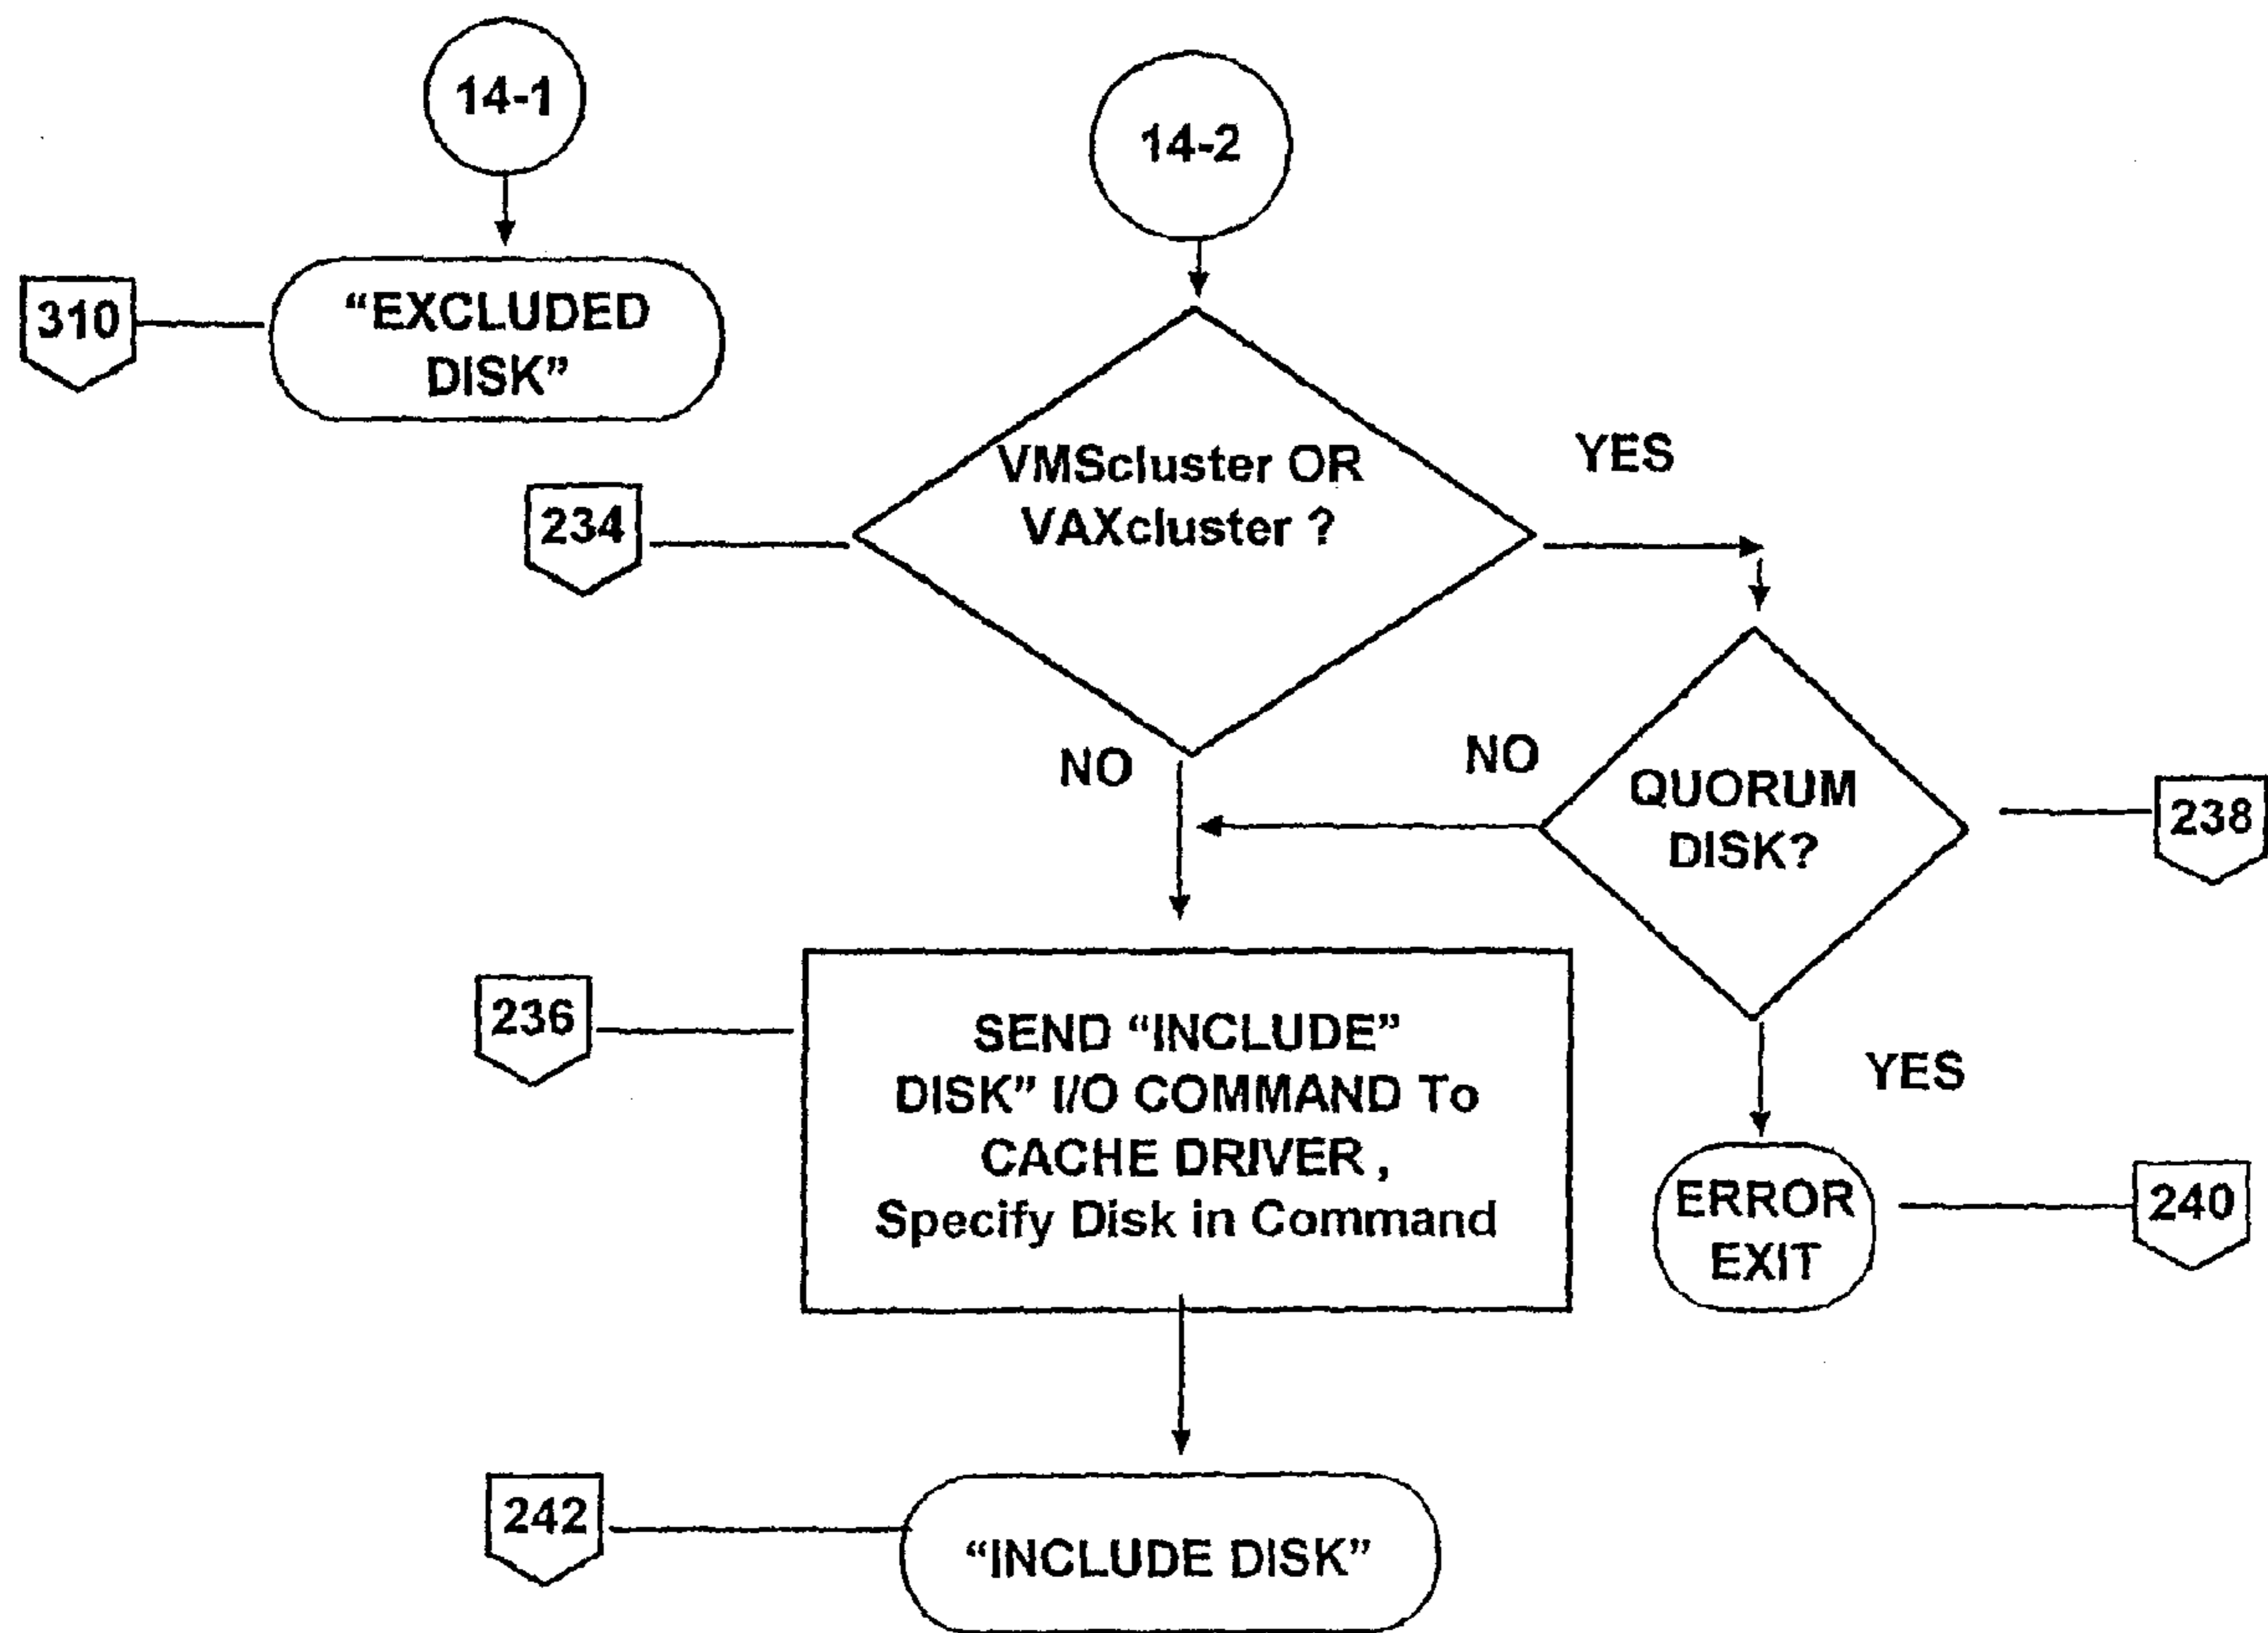 14-1
14-2
310
“EXCLUDED
DISK”
234
VMScluster OR
VAXcluster ?
YES
NO
NO
QUORUM
DISK?
238
236
SEND “INCLUDE”
DISK” I/O COMMAND To
CACHE DRIVER ,
Specify Disk in Command
YES
ERROR
EXIT
240
242
“INCLUDE DISK”